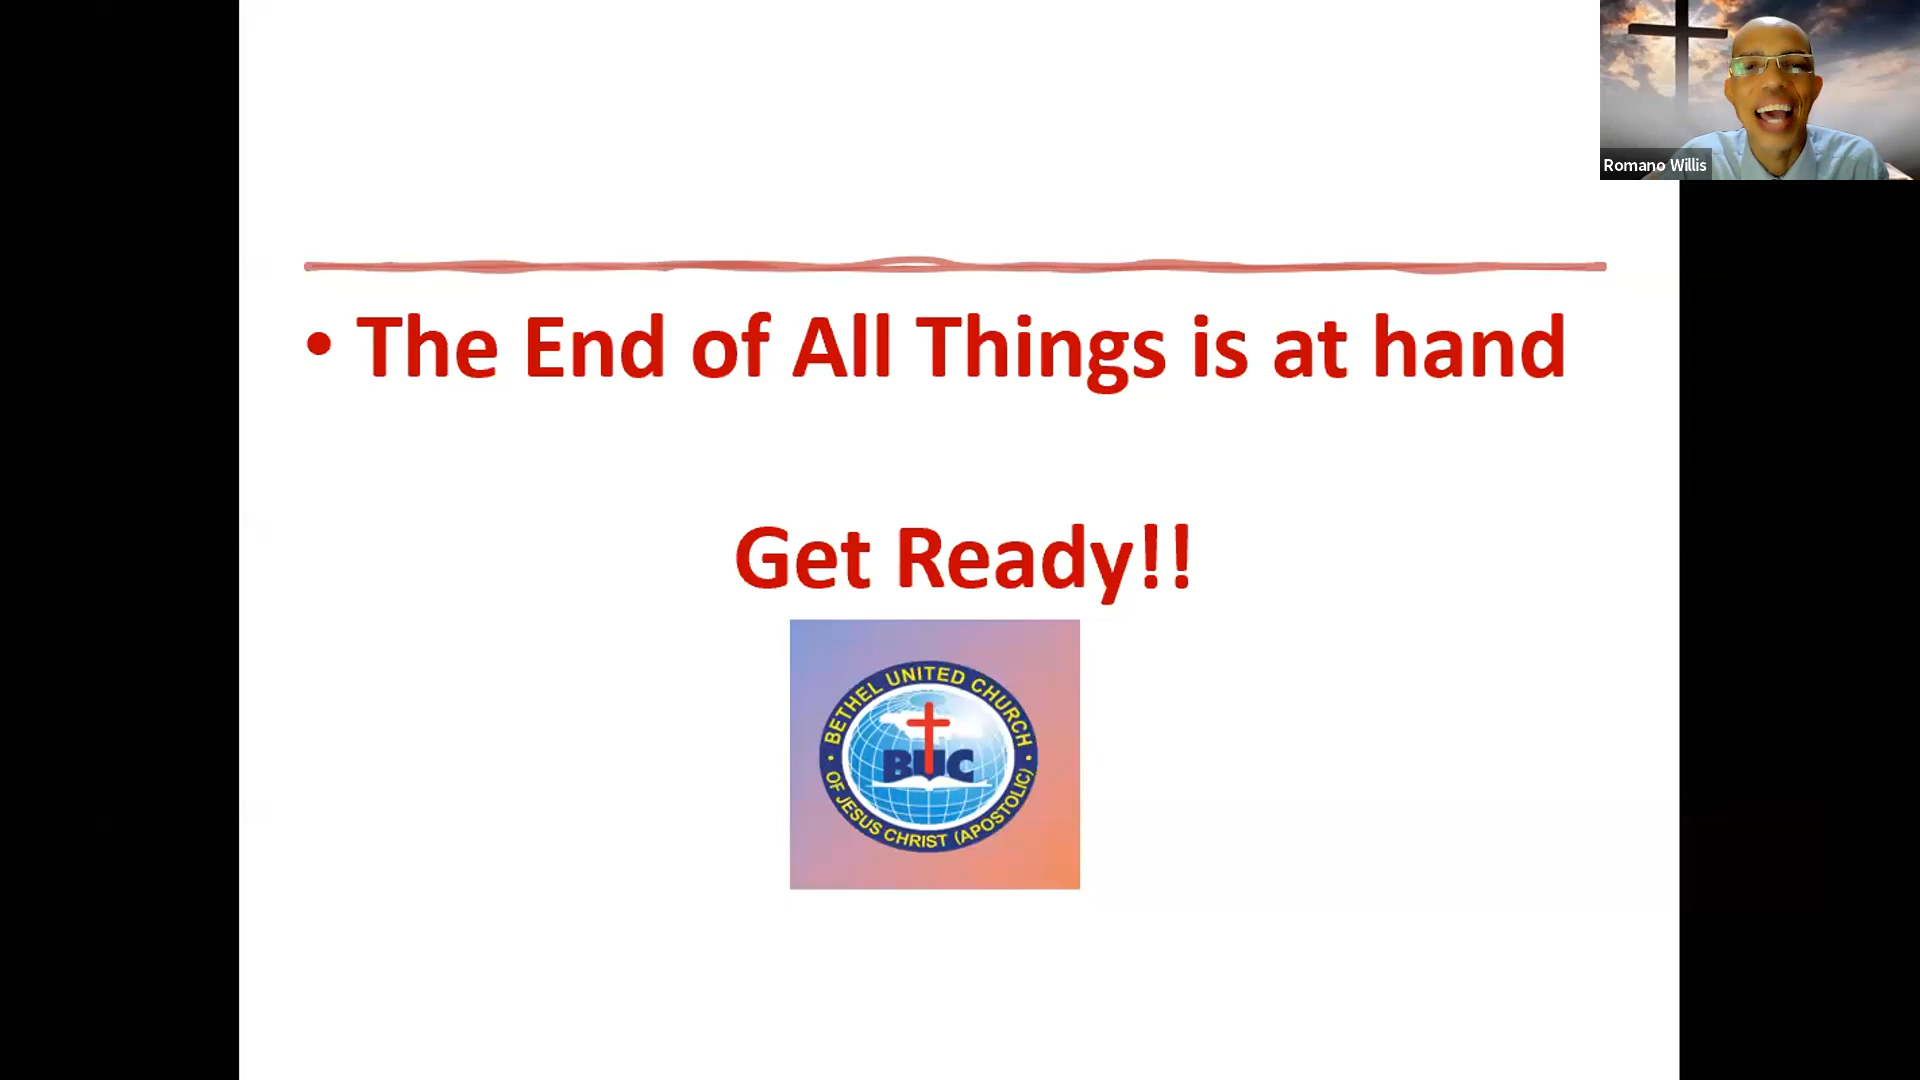 Romano Willis
• The End of All Things is at hand
Get Ready!!
• BETHEL UNITED CHURCH •
BUC
OF JESUS CHRIST (APOSTOLIC)